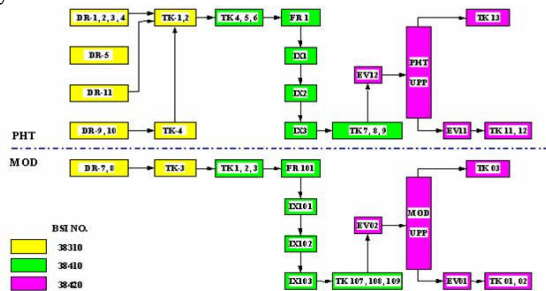 DR-1, 2, 3, 4 TK-1,2 TK 4, 5, 6 FR 1 TK 13
DR-5 IX1 PHT
UPP
DR-11 IX2 EV12
DR-9, 10 TK-4 IX3 TK 7, 8, 9 EV11 TK 11, 12
PHT
MOD
DR-7, 8 TK-3 TK 1, 2, 3 FR 101 TK 03
IX101
MOD
UPP
EV02
IX102
BSI NO.
38310
38410
38420
IX103 TK 107, 108, 109 EV01 TK 01, 02